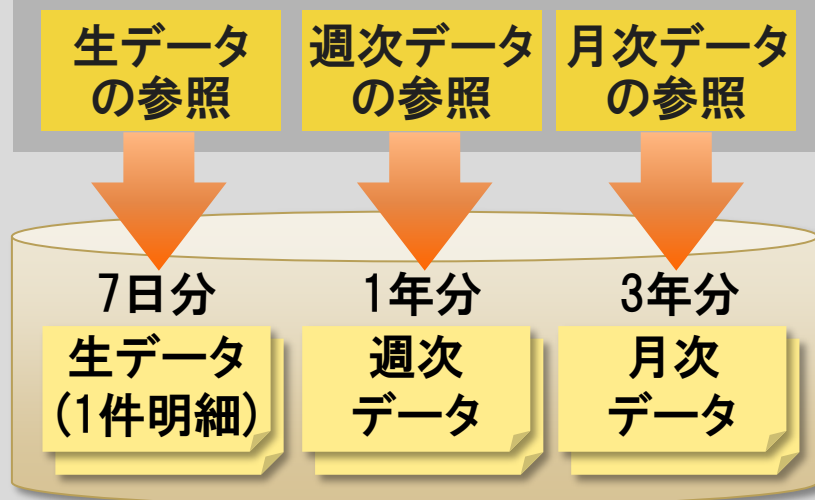 生データ
の参照
週次データ
の参照
月次データ
の参照
7日分
生データ
(1件明細)
1年分
週次
データ
3年分
月次
データ